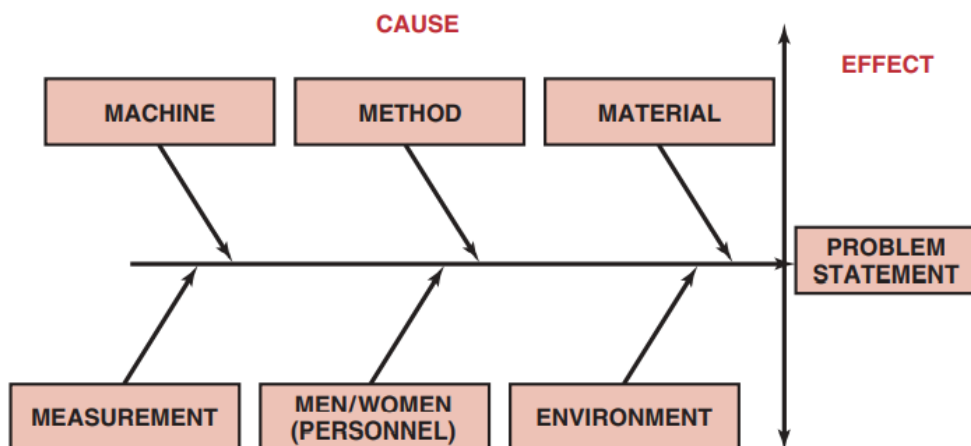 CAUSE
EFFECT
MACHINE
METHOD
MATERIAL
PROBLEM
STATEMENT
MEASUREMENT
MEN/WOMEN
(PERSONNEL)
ENVIRONMENT